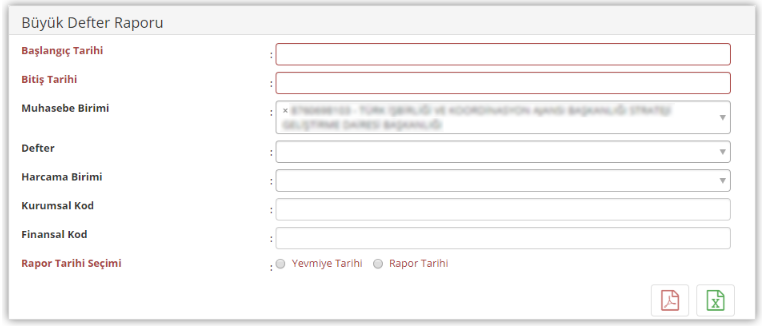 Büyük Defter Raporu
Başlangıç Tarihi :
Bitiş Tarihi :
Muhasebe Birimi : ×
Defter :
Harcama Birimi :
Kurumsal Kod :
Finansal Kod :
Rapor Tarihi Seçimi : Yevmiye Tarihi Rapor Tarihi